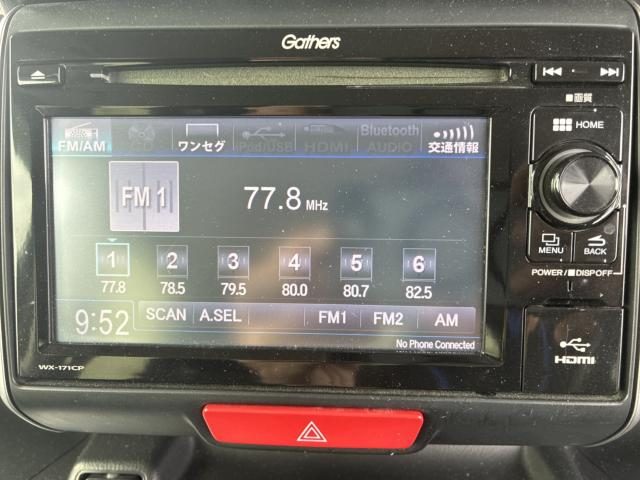 Gathers
■画質
HOME
FM/AM CD ワンセグ iPod/USB HDMI Bluetooth AUDIO 交通情報
FM 1
77.8 MHz
MENU BACK
1 2 3 4 5 6
77.8 78.5 79.5 80.0 80.7 82.5
POWER/■DISPOFF
9:52 SCAN A.SEL FM1 FM2 AM
No Phone Connected
HDMI
WX-171CP